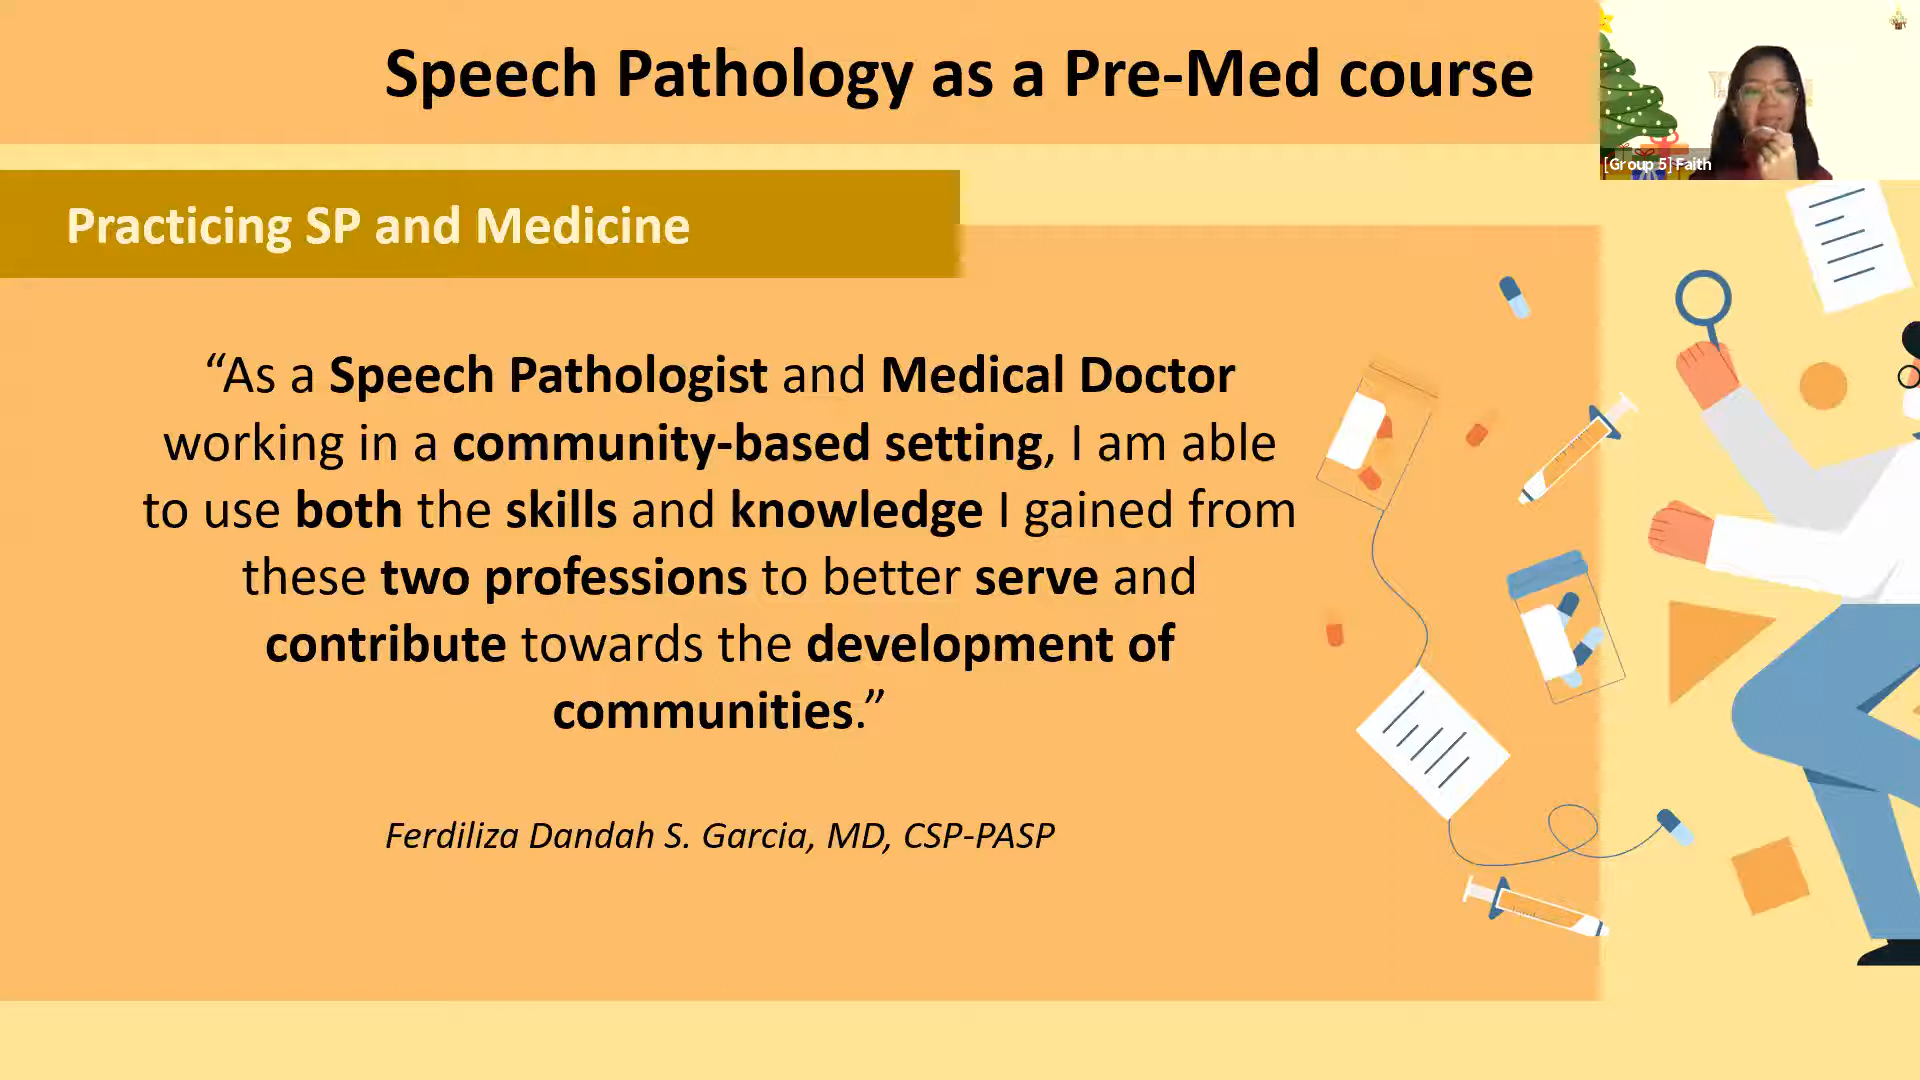 Speech Pathology as a Pre-Med course
[Group 5] Faith
Practicing SP and Medicine
“As a Speech Pathologist and Medical Doctor
working in a community-based setting, I am able
to use both the skills and knowledge I gained from
these two professions to better serve and
contribute towards the development of
communities.”
Ferdiliza Dandah S. Garcia, MD, CSP-PASP